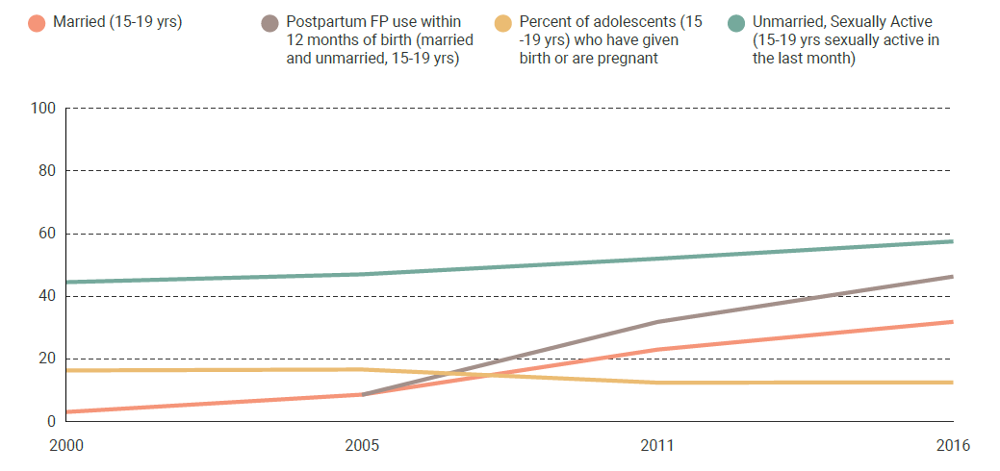 Married (15-19 yrs)
Postpartum FP use within
12 months of birth (married
and unmarried, 15-19 yrs)
Percent of adolescents (15
-19 yrs) who have given
birth or are pregnant
Unmarried, Sexually Active
(15-19 yrs sexually active in
the last month)
100
80
60
40
20
0
2000
2005
2011
2016